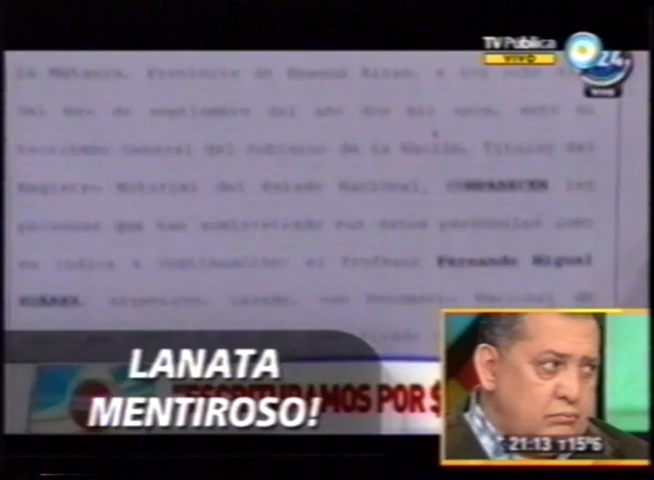 TV Pública
VIVO
24
VIVO
La Matanza, Provincia de Buenos Aires, a los
del mes de septiembre del año dos mil once, ante mí
Escribano General del Gobierno de la Nación, Titular del
Registro Notarial del Estado Nacional, COMPARECEN las
personas que han suministrado sus datos personales como
se indica a continuación: el Profesor Fernando Miguel
argentino, casado, con Documento Nacional de
LANATA
MENTIROSO!
POR $
21:13 T15°6